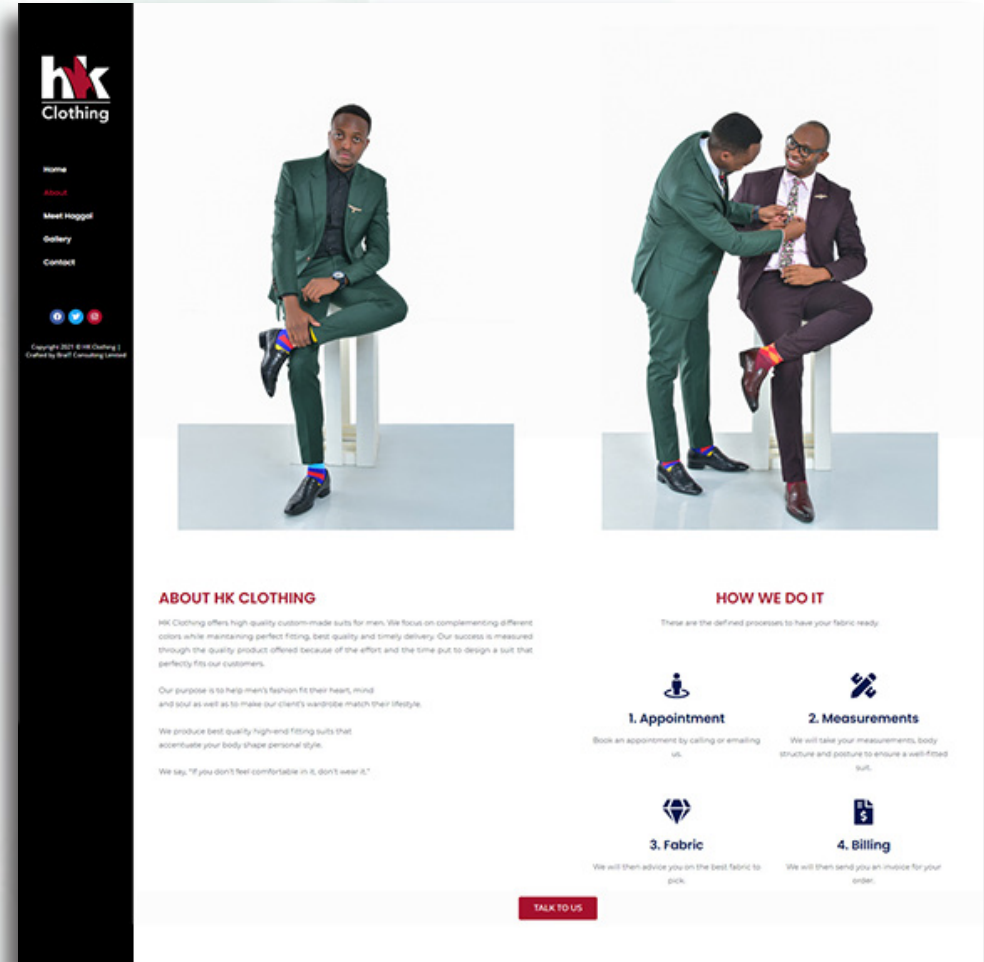 hk
Clothing
Home
About
Meet Haggai
Gallery
Contact
Copyright 2021 © HK Clothing |
Crafted by BraIT Consulting Limited
ABOUT HK CLOTHING
HK Clothing offers high quality custom-made suits for men. We focus on complementing different
colors while maintaining perfect fitting, best quality and timely delivery. Our success is measured
through the quality product offered because of the effort and the time put to design a suit that
perfectly fits our customers.
Our purpose is to help men's fashion fit their heart, mind
and soul as well as to make our client's wardrobe match their lifestyle.
We produce best quality high-end fitting suits that
accentuate your body shape personal style.
We say, "If you don't feel comfortable in it, don't wear it."
HOW WE DO IT
These are the defined processes to have your fabric ready
1. Appointment
Book an appointment by calling or emailing
us.
2. Measurements
We will take your measurements, body
structure and posture to ensure a well-fitted
suit.
3. Fabric
We will then advice you on the best fabric to
pick.
4. Billing
We will then send you an invoice for your
order.
TALK TO US